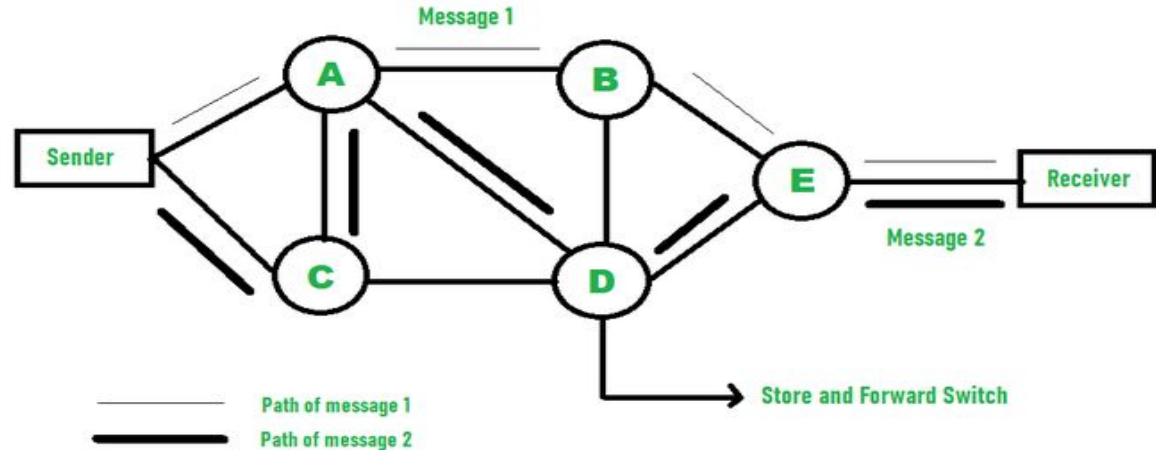 Message 1
A
B
Sender
E
Receiver
Message 2
C
D
Store and Forward Switch
Path of message 1
Path of message 2